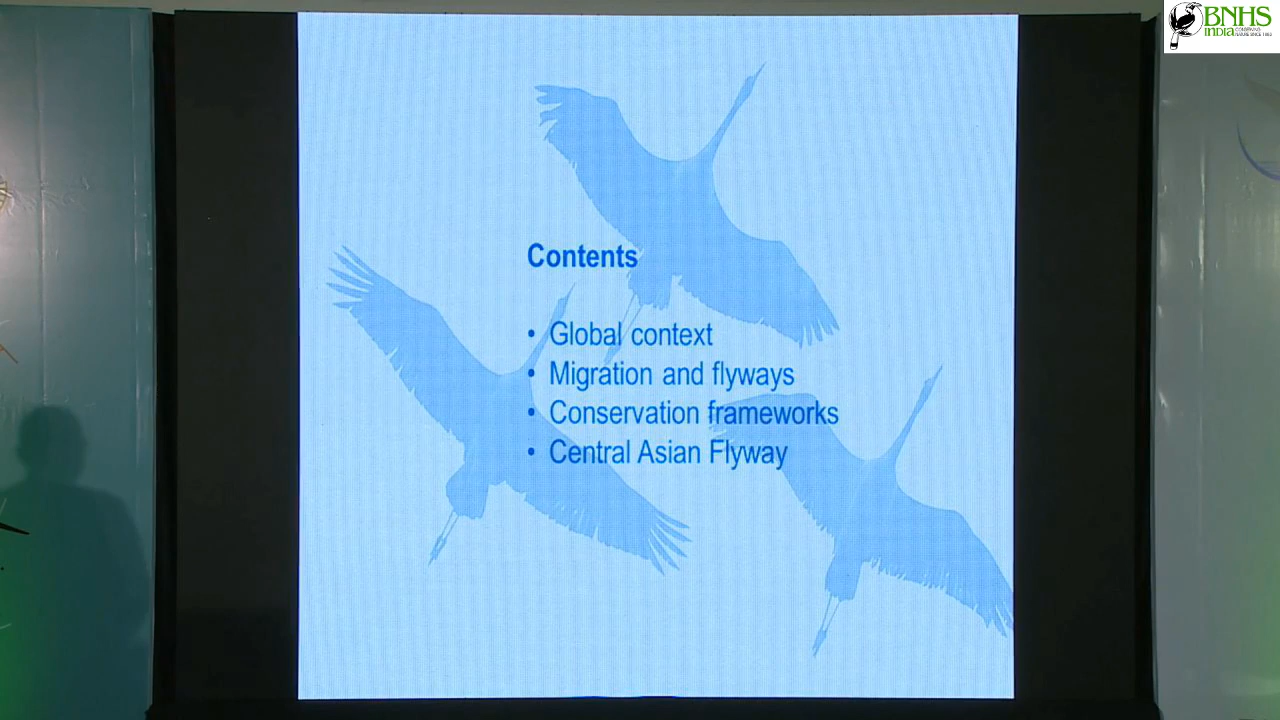 BNHS
INDIA
Contents
• Global context
• Migration and flyways
• Conservation frameworks
• Central Asian Flyway